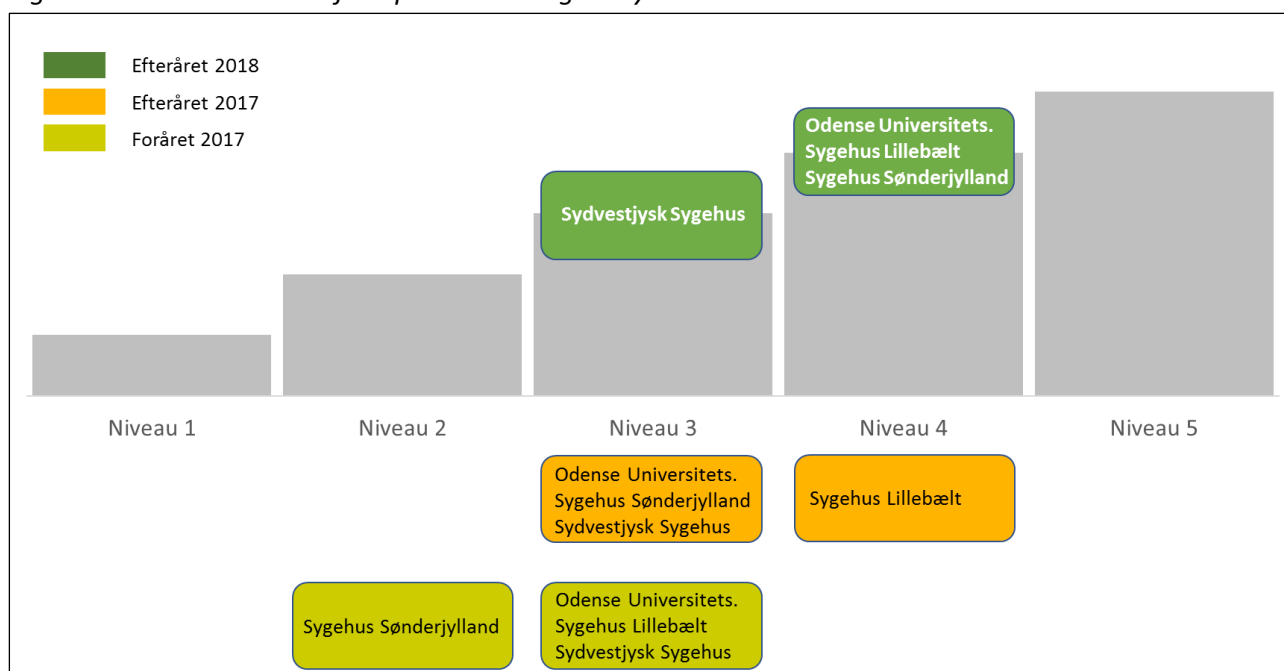 Efteråret 2018
Efteråret 2017
Foråret 2017
Odense Universitets.
Sygehus Lillebælt
Sygehus Sønderjylland
Sydvestjysk Sygehus
Niveau 1
Niveau 2
Niveau 3
Niveau 4
Niveau 5
Odense Universitets.
Sygehus Sønderjylland
Sydvestjysk Sygehus
Sygehus Lillebælt
Sygehus Sønderjylland
Odense Universitets.
Sygehus Lillebælt
Sydvestjysk Sygehus